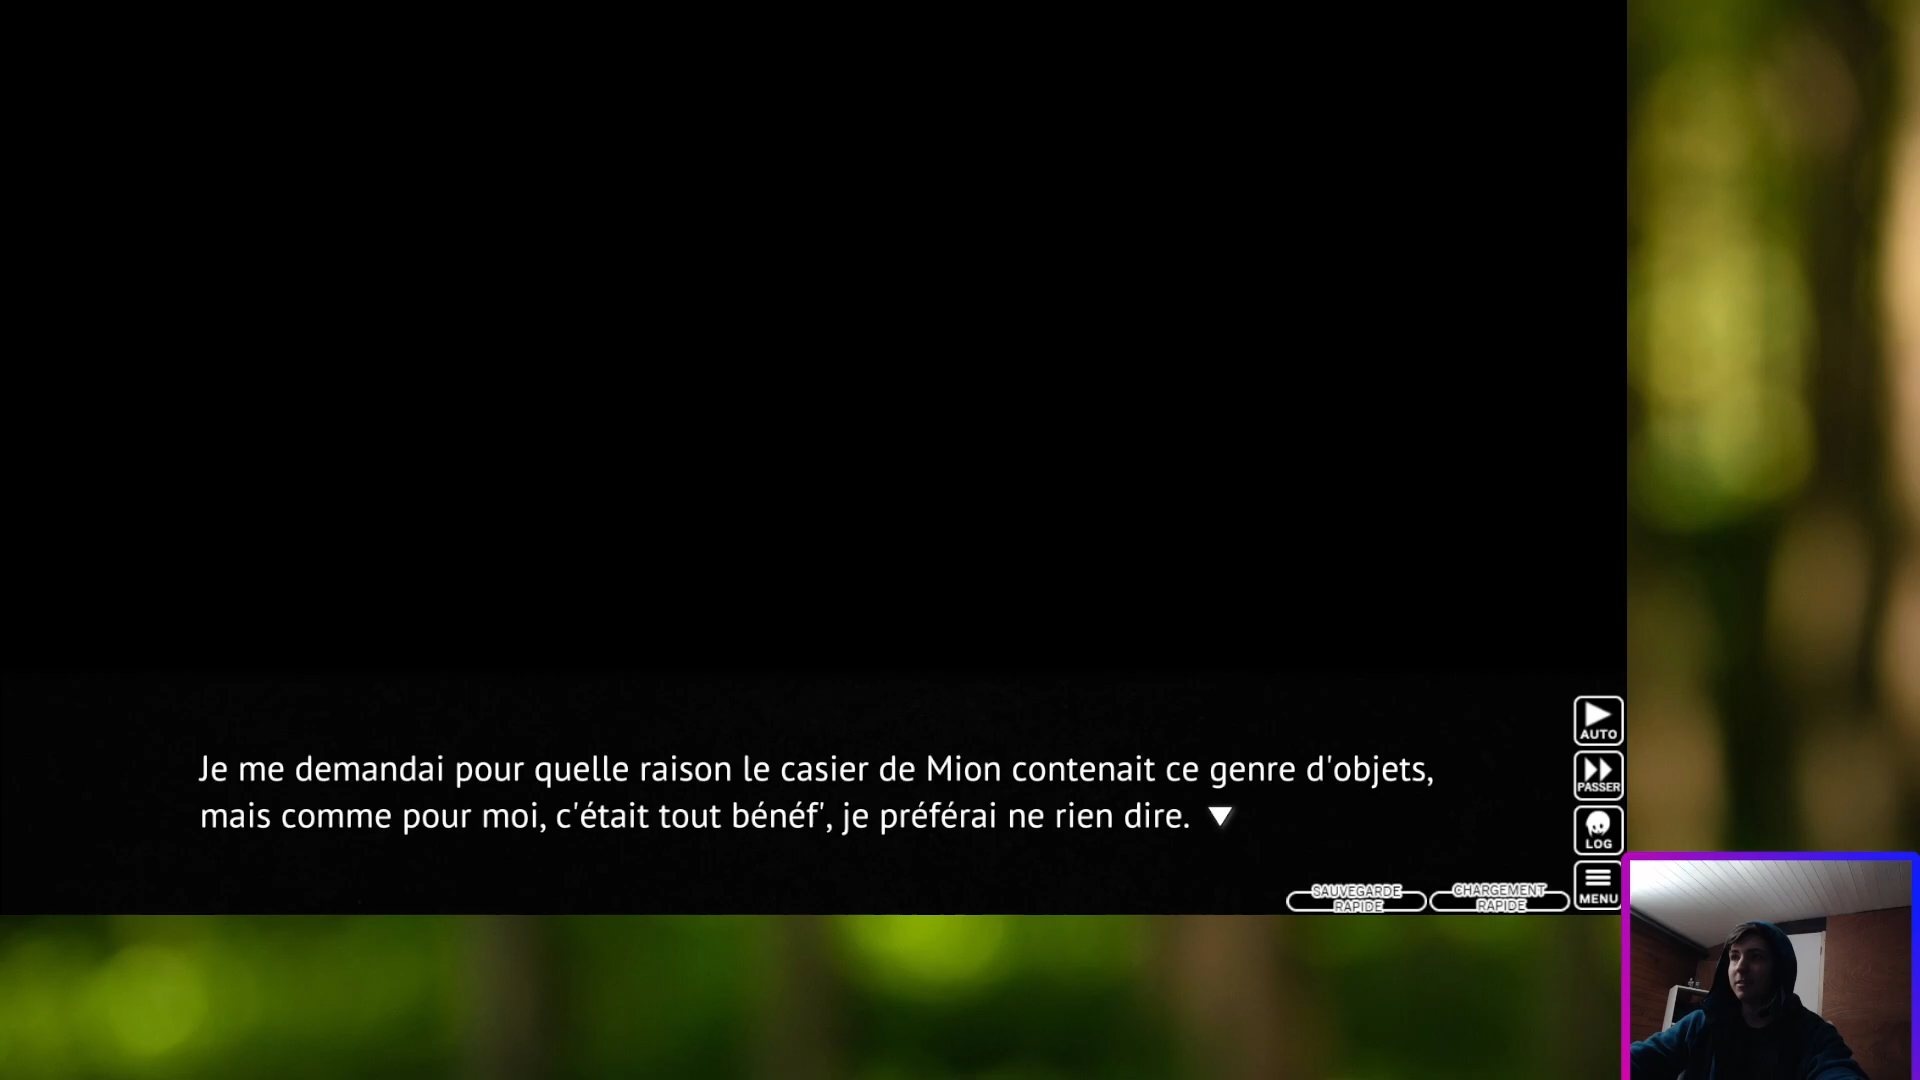 Je me demandai pour quelle raison le casier de Mion contenait ce genre d'objets,
mais comme pour moi, c'était tout bénéf', je préférai ne rien dire.
AUTO
PASSER
LOG
MENU
SAUVEGARDE
RAPIDE
CHARGEMENT
RAPIDE